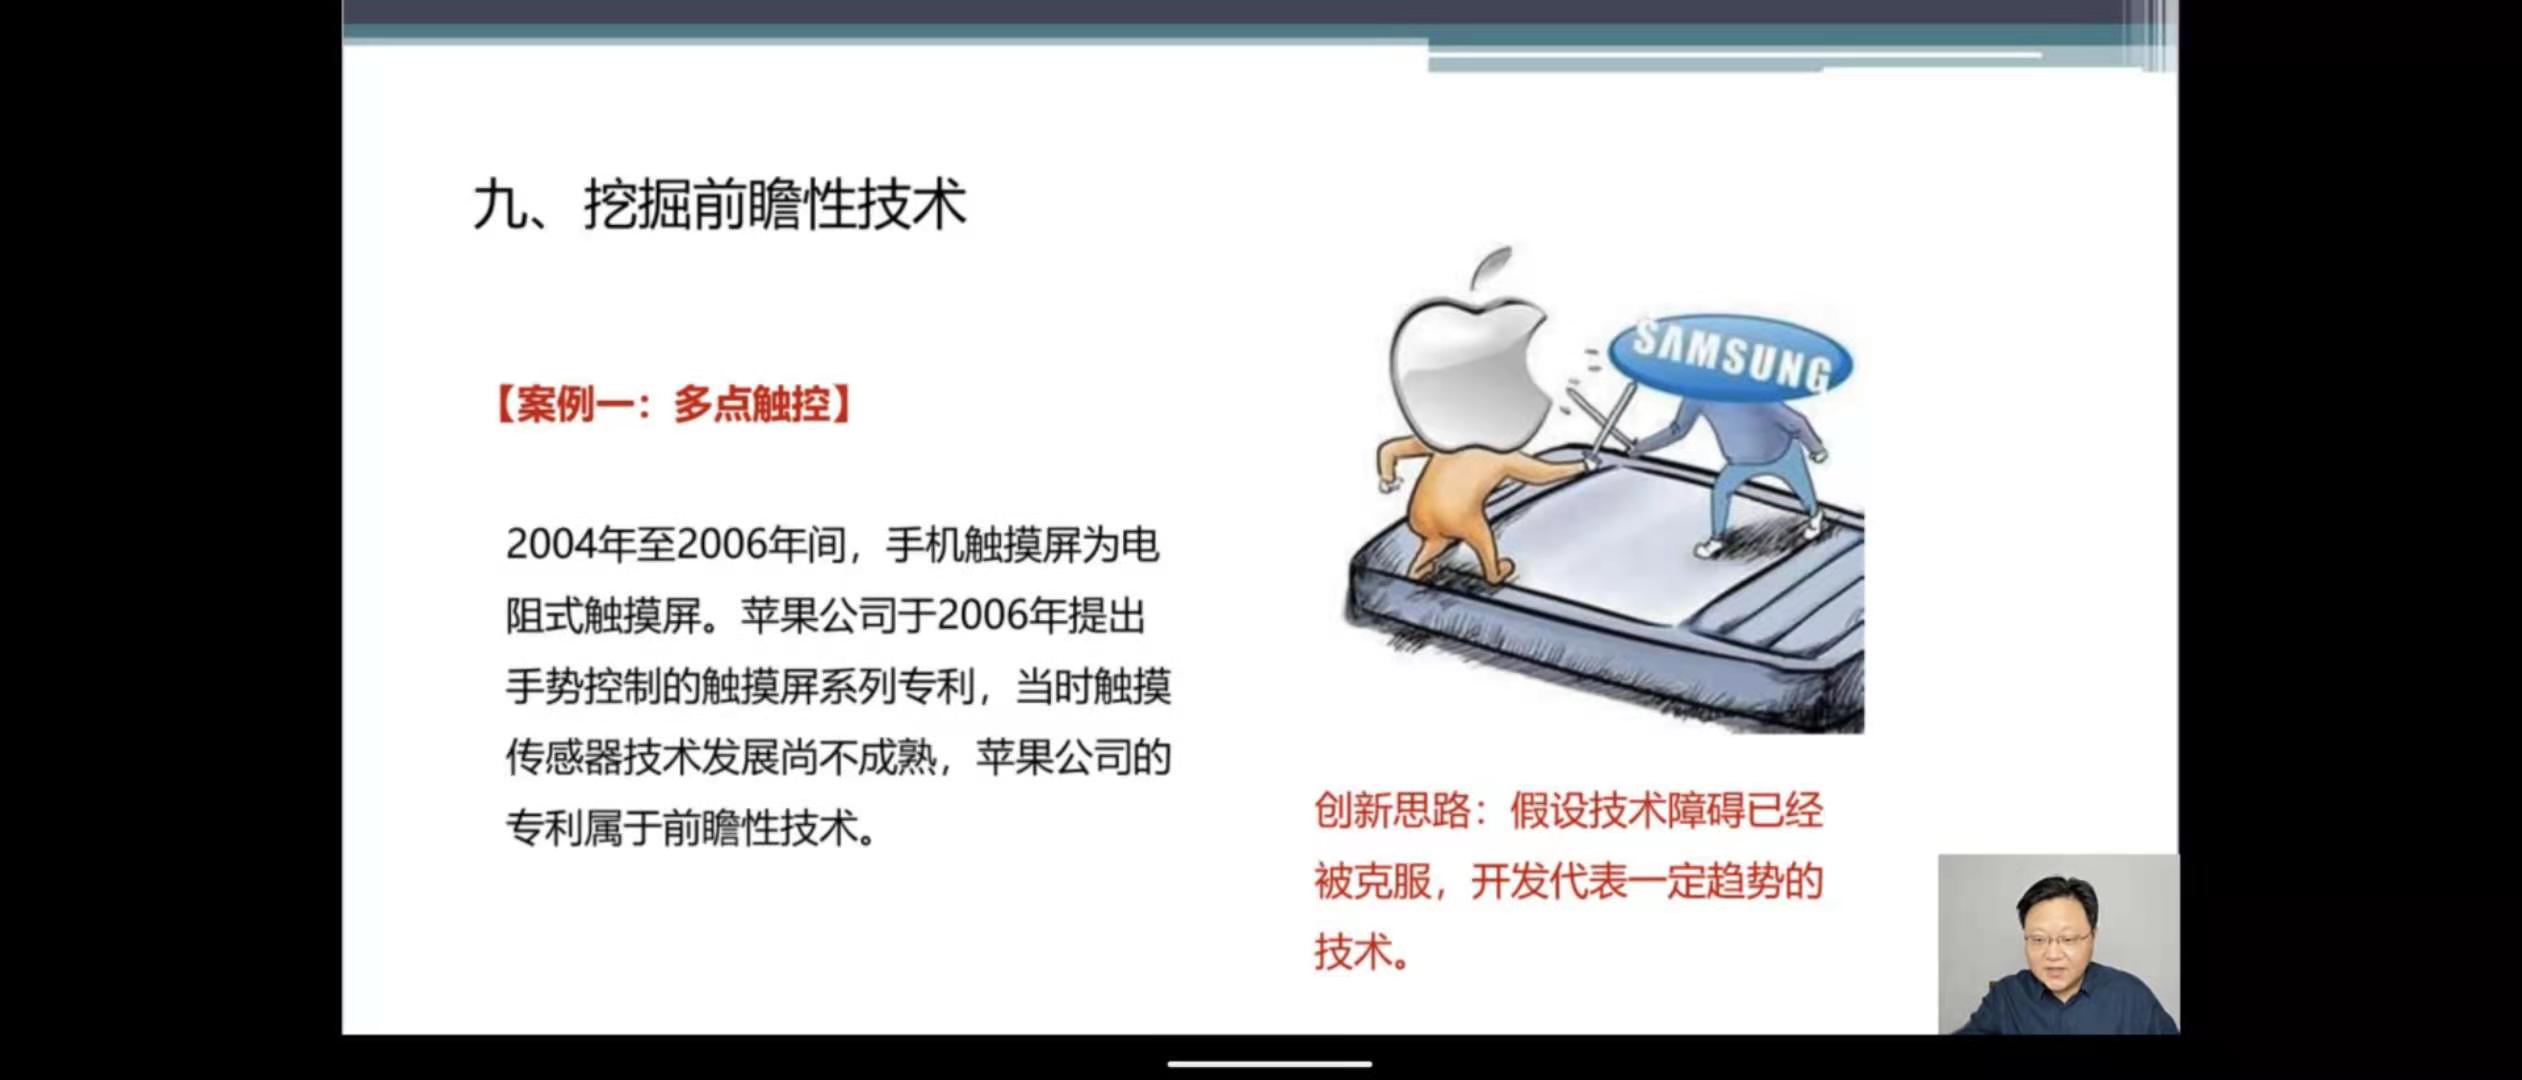 九、挖掘前瞻性技术
【案例一：多点触控】
2004年至2006年间，手机触摸屏为电
阻式触摸屏。苹果公司于2006年提出
手势控制的触摸屏系列专利，当时触摸
传感器技术发展尚不成熟，苹果公司的
专利属于前瞻性技术。
SAMSUNG
创新思路：假设技术障碍已经
被克服，开发代表一定趋势的
技术。